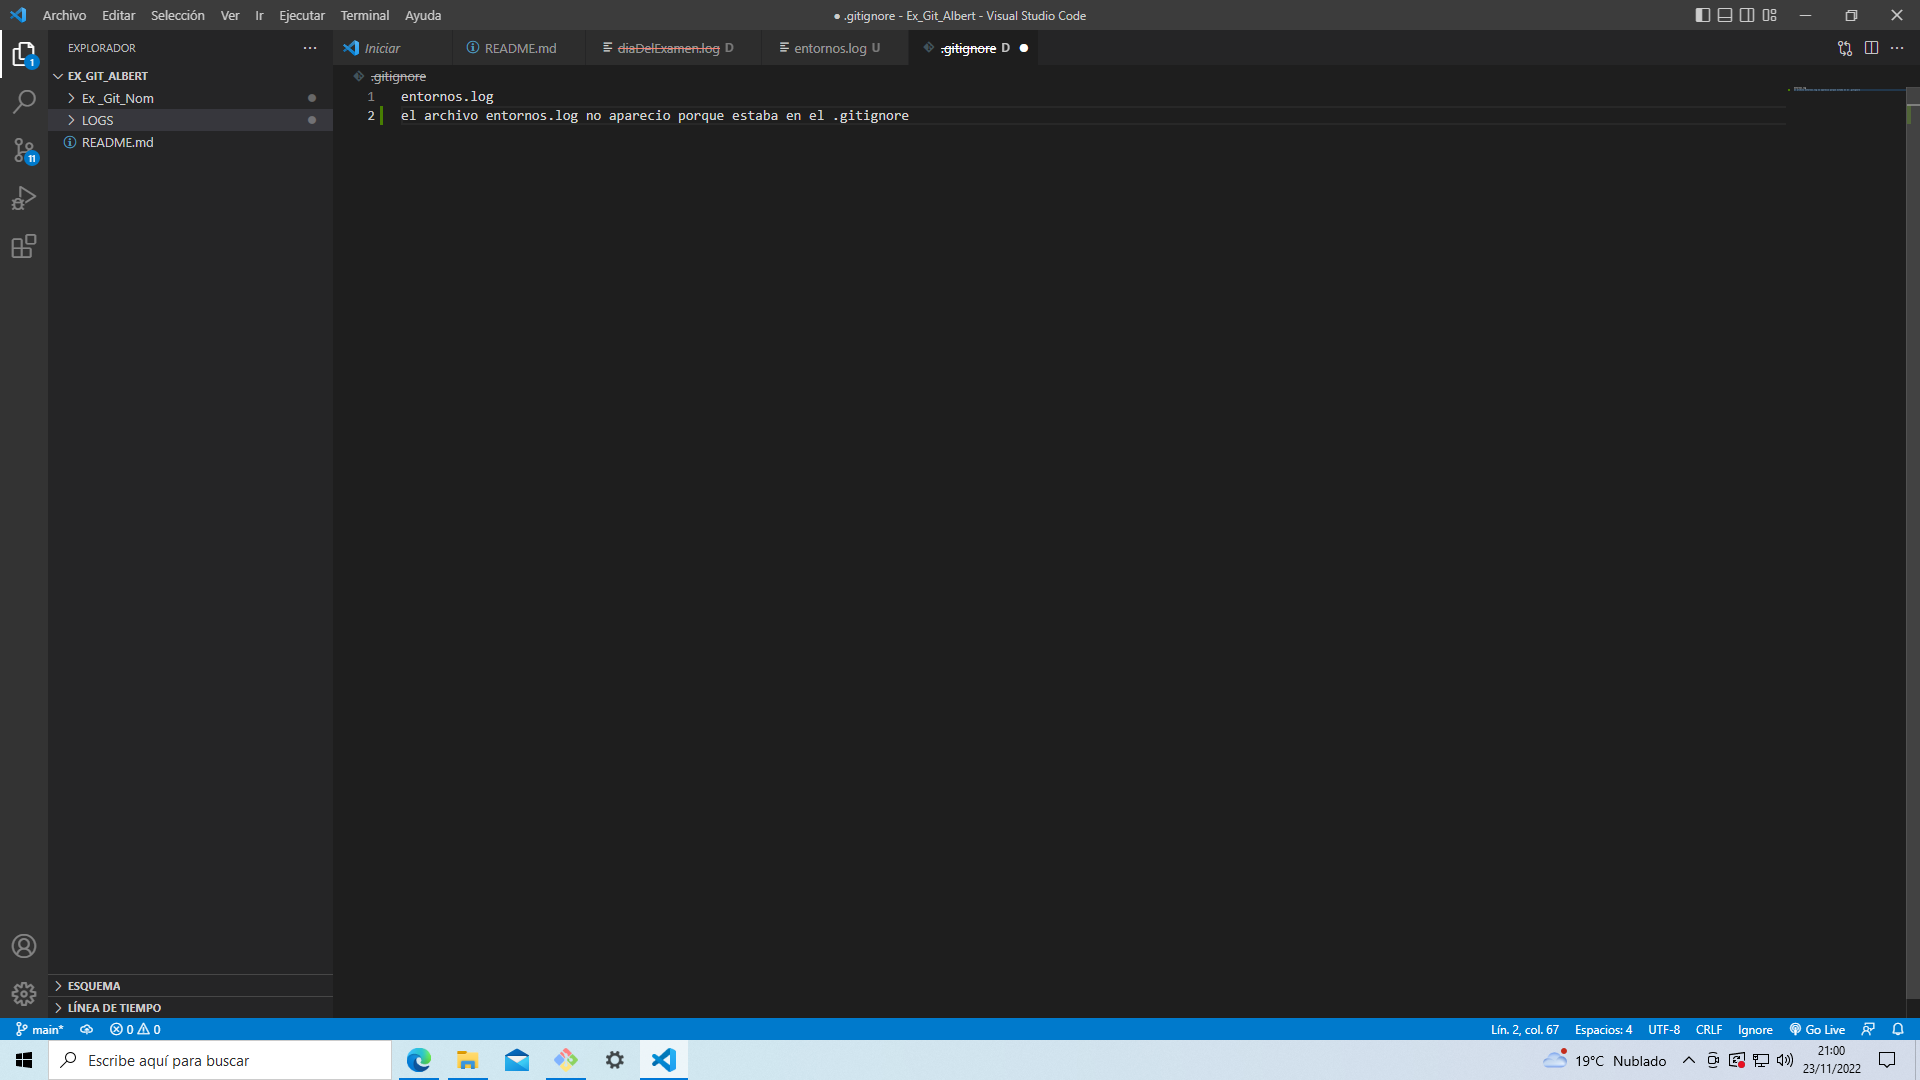 Archivo Editar Selección Ver Ir Ejecutar Terminal Ayuda
● .gitignore - Ex_Git_Albert - Visual Studio Code
EXPLORADOR
Iniciar
README.md
diaDelExamen.log D
entornos.log U
.gitignore D
EX_GIT_ALBERT
Ex _Git_Nom
LOGS
README.md
.gitignore
1 entornos.log
2 el archivo entornos.log no aparecio porque estaba en el .gitignore
1
11
ESQUEMA
LÍNEA DE TIEMPO
main* 0 0
Lín. 2, col. 67 Espacios: 4 UTF-8 CRLF Ignore Go Live
Escribe aquí para buscar
19°C Nublado
21:00
23/11/2022